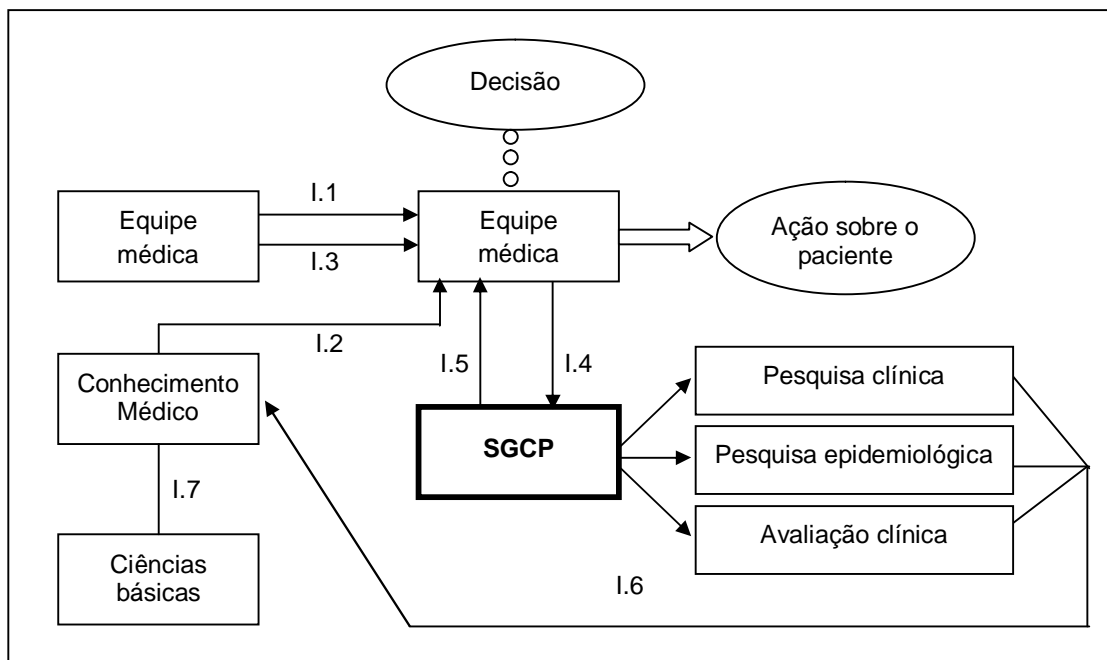 Decisão
I.1
Equipe
médica
I.3
Equipe
médica
Ação sobre o
paciente
I.2
I.5
I.4
Conhecimento
Médico
SGCP
Pesquisa clínica
Pesquisa epidemiológica
Avaliação clínica
I.7
Ciências
básicas
I.6